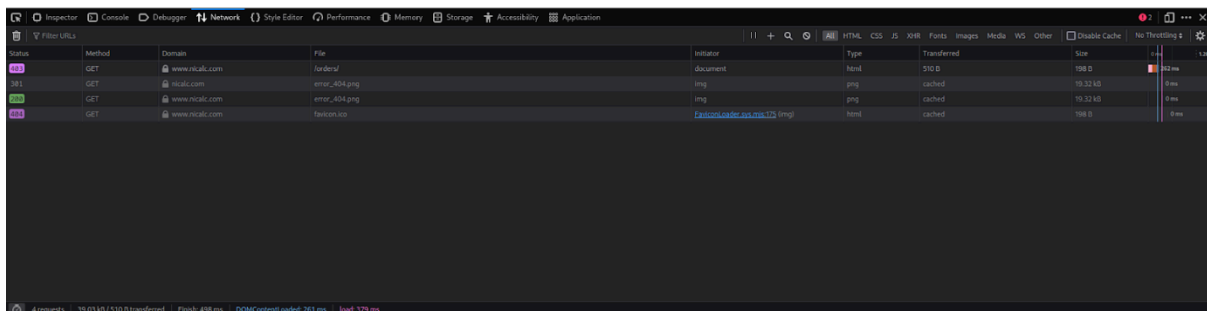 Inspector Console Debugger Network Style Editor Performance Memory Storage Accessibility Application 2
Filter URLs All HTML CSS JS XHR Fonts Images Media WS Other Disable Cache No Throttling
Status Method Domain File Initiator Type Transferred Size 0 ms
403 GET www.nicalc.com /orders/ document html 510 B 198 B 262 ms
301 GET nicalc.com error_404.png img png cached 19.32 kB 0 ms
200 GET www.nicalc.com error_404.png img png cached 19.32 kB 0 ms
404 GET www.nicalc.com favicon.ico FaviconLoader.sys.mjs:175 (img) html cached 198 B 0 ms
4 requests 39.03 kB / 510 B transferred Finish: 498 ms DOMContentLoaded: 261 ms load: 379 ms